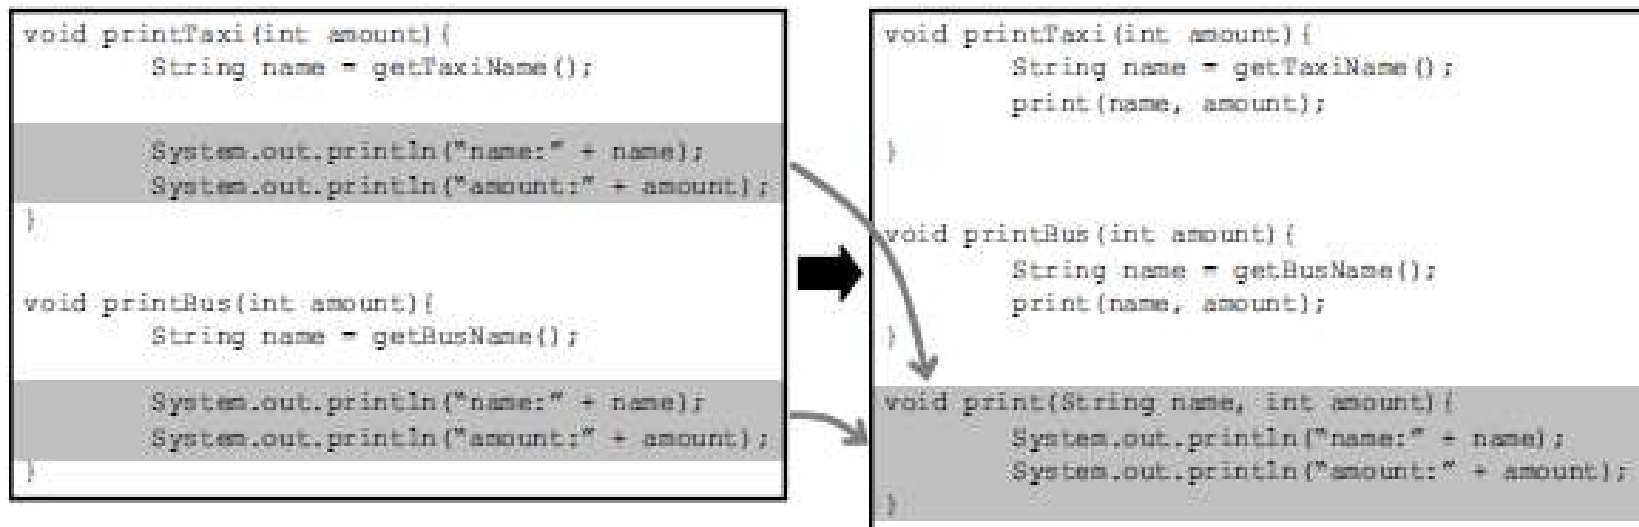 void printTaxi(int amount){
String name = getTaxiName();
System.out.println("name:" + name);
System.out.println("amount:" + amount);
}
void printBus(int amount){
String name = getBusName();
System.out.println("name:" + name);
System.out.println("amount:" + amount);
}
void printTaxi(int amount){
String name = getTaxiName();
print(name, amount);
}
void printBus(int amount){
String name = getBusName();
print(name, amount);
}
void print(String name, int amount){
System.out.println("name:" + name);
System.out.println("amount:" + amount);
}